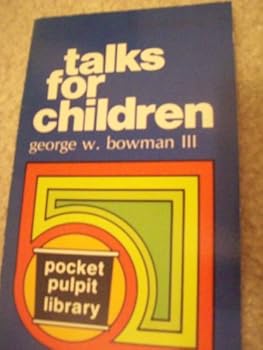 talks
for
children
george w. bowman III
pocket
pulpit
library